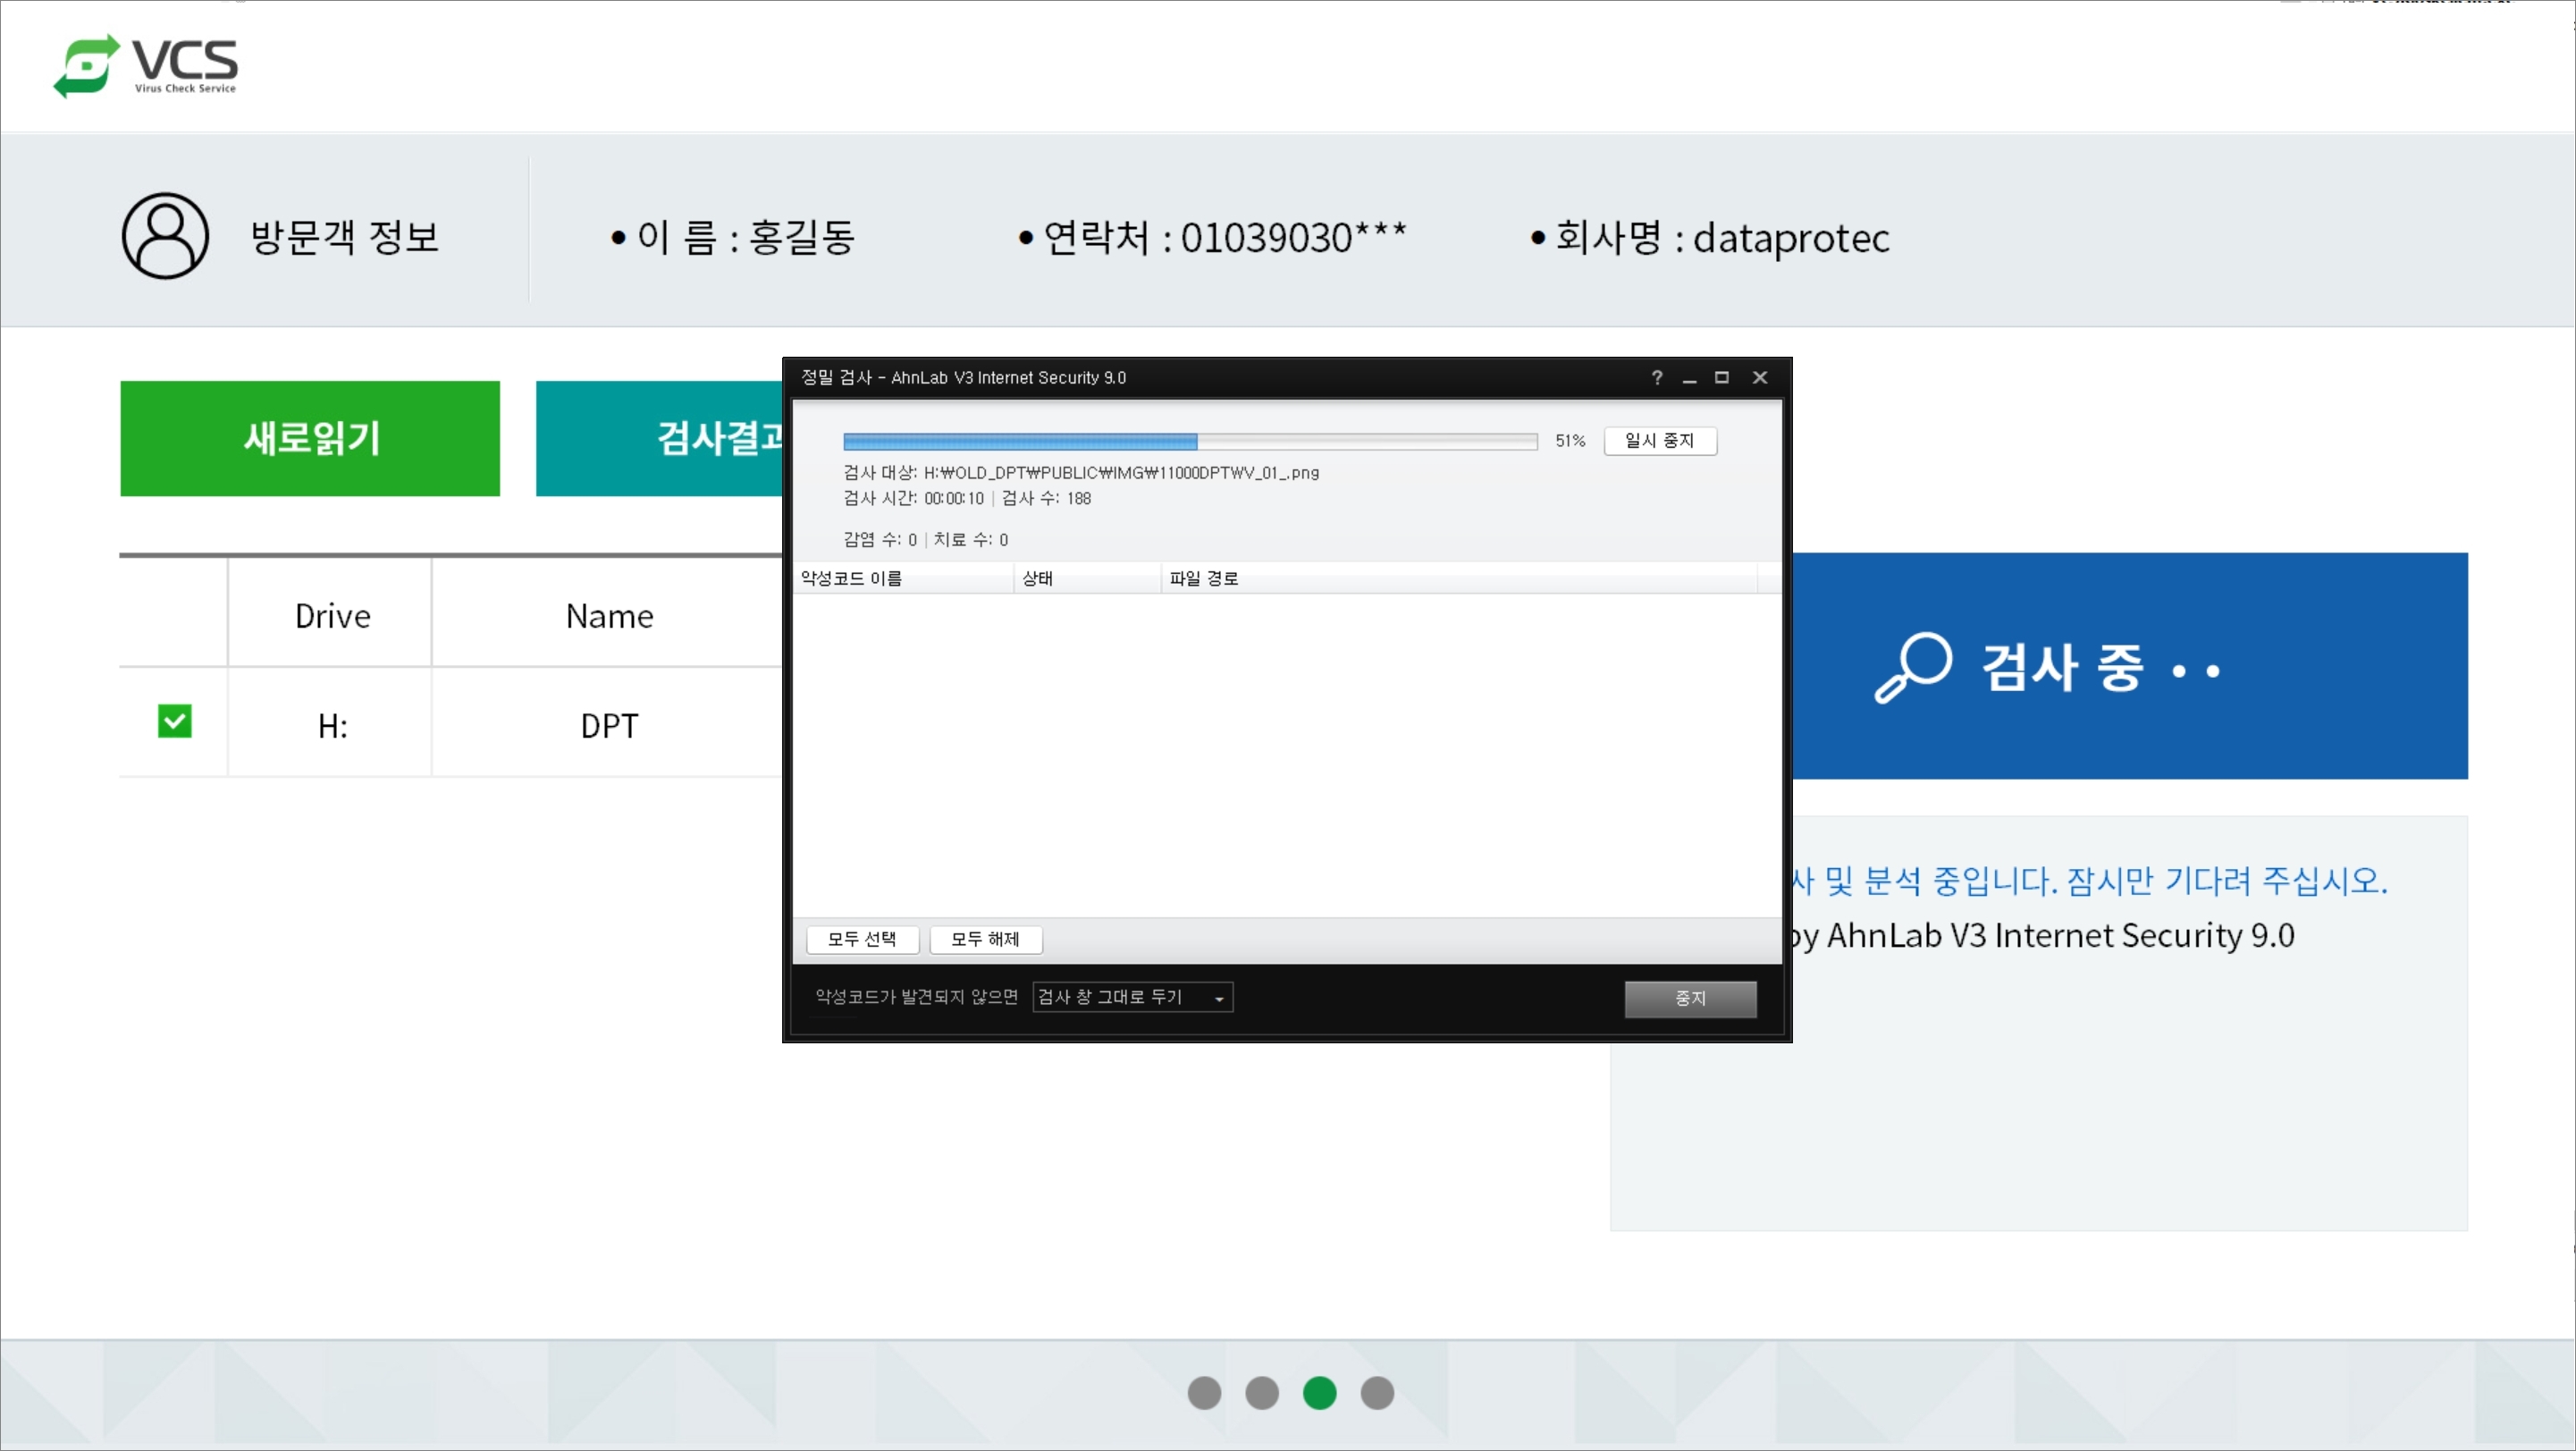 VCS
Virus Check Service
방문객 정보
• 이 름 : 홍길동
• 연락처 : 01039030***
• 회사명 : dataprotec
새로읽기
검사결과
정밀 검사 - AhnLab V3 Internet Security 9.0
51%
일시 중지
검사 대상: H:₩OLD_DPT₩PUBLIC₩IMG₩11000DPTWV_01_.png
검사 시간: 00:00:10 | 검사 수: 188
감염 수: 0 | 치료 수: 0
악성코드 이름 상태 파일 경로
Drive Name
H: DPT
검사 중 • •
사 및 분석 중입니다. 잠시만 기다려 주십시오.
by AhnLab V3 Internet Security 9.0
모두 선택 모두 해제
악성코드가 발견되지 않으면 검사 창 그대로 두기
중지